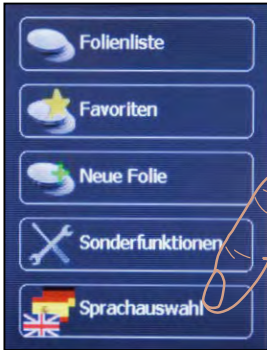 Folienliste
Favoriten
Neue Folie
Sonderfunktionen
Sprachauswahl